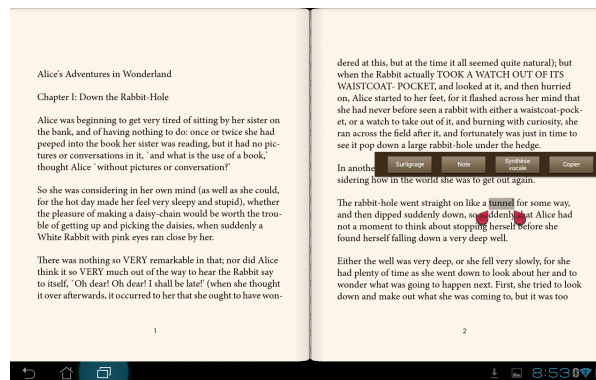 Alice's Adventures in Wonderland
Chapter I: Down the Rabbit-Hole
Alice was beginning to get very tired of sitting by her sister on
the bank, and of having nothing to do: once or twice she had
peeped into the book her sister was reading, but it had no pic-
tures or conversations in it, `and what is the use of a book,'
thought Alice `without pictures or conversation?'
So she was considering in her own mind (as well as she could,
for the hot day made her feel very sleepy and stupid), whether
the pleasure of making a daisy-chain would be worth the trou-
ble of getting up and picking the daisies, when suddenly a
White Rabbit with pink eyes ran close by her.
There was nothing so VERY remarkable in that; nor did Alice
think it so VERY much out of the way to hear the Rabbit say
to itself, `Oh dear! Oh dear! I shall be late!' (when she thought
it over afterwards, it occurred to her that she ought to have won-
1
dered at this, but at the time it all seemed quite natural); but
when the Rabbit actually TOOK A WATCH OUT OF ITS
WAISTCOAT- POCKET, and looked at it, and then hurried
on, Alice started to her feet, for it flashed across her mind that
she had never before seen a rabbit with either a waistcoat-pock-
et, or a watch to take out of it, and burning with curiosity, she
ran across the field after it, and fortunately was just in time to
see it pop down a large rabbit-hole under the hedge.
In anothe
Surlignage
Note
Synthèse
vocale
Copier
sidering how in the world she was to get out again.
The rabbit-hole went straight on like a tunnel for some way,
and then dipped suddenly down, so that Alice had
not a moment to think about stopping herself before she
found herself falling down a very deep well.
Either the well was very deep, or she fell very slowly, for she
had plenty of time as she went down to look about her and to
wonder what was going to happen next. First, she tried to look
down and make out what she was coming to, but it was too
2
8:53